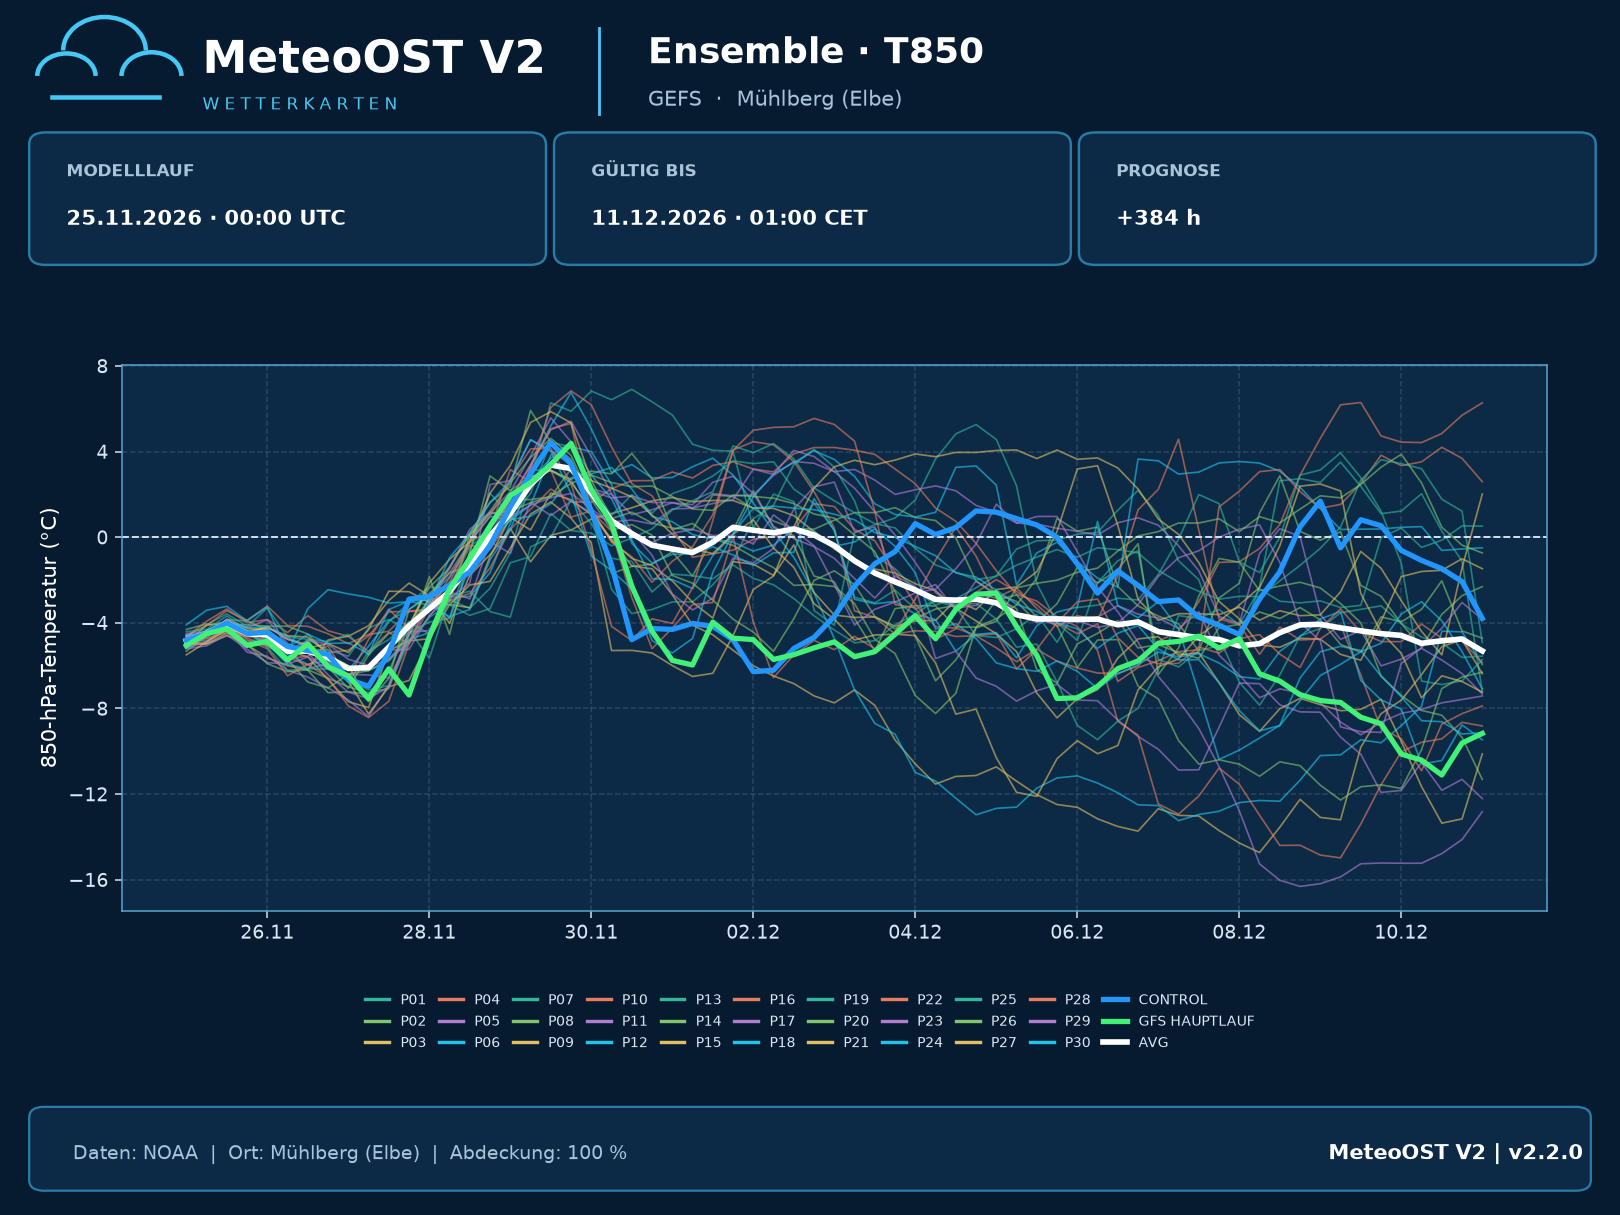 MeteoOST V2
WETTERKARTEN
Ensemble · T850
GEFS · Mühlberg (Elbe)
MODELLLAUF
25.11.2026 · 00:00 UTC
GÜLTIG BIS
11.12.2026 · 01:00 CET
PROGNOSE
+384 h
850-hPa-Temperatur (°C)
8
4
0
−4
−8
−12
−16
26.11 28.11 30.11 02.12 04.12 06.12 08.12 10.12
P01 P04 P07 P10 P13 P16 P19 P22 P25 P28 CONTROL
P02 P05 P08 P11 P14 P17 P20 P23 P26 P29 GFS HAUPTLAUF
P03 P06 P09 P12 P15 P18 P21 P24 P27 P30 AVG
Daten: NOAA | Ort: Mühlberg (Elbe) | Abdeckung: 100 %
MeteoOST V2 | v2.2.0